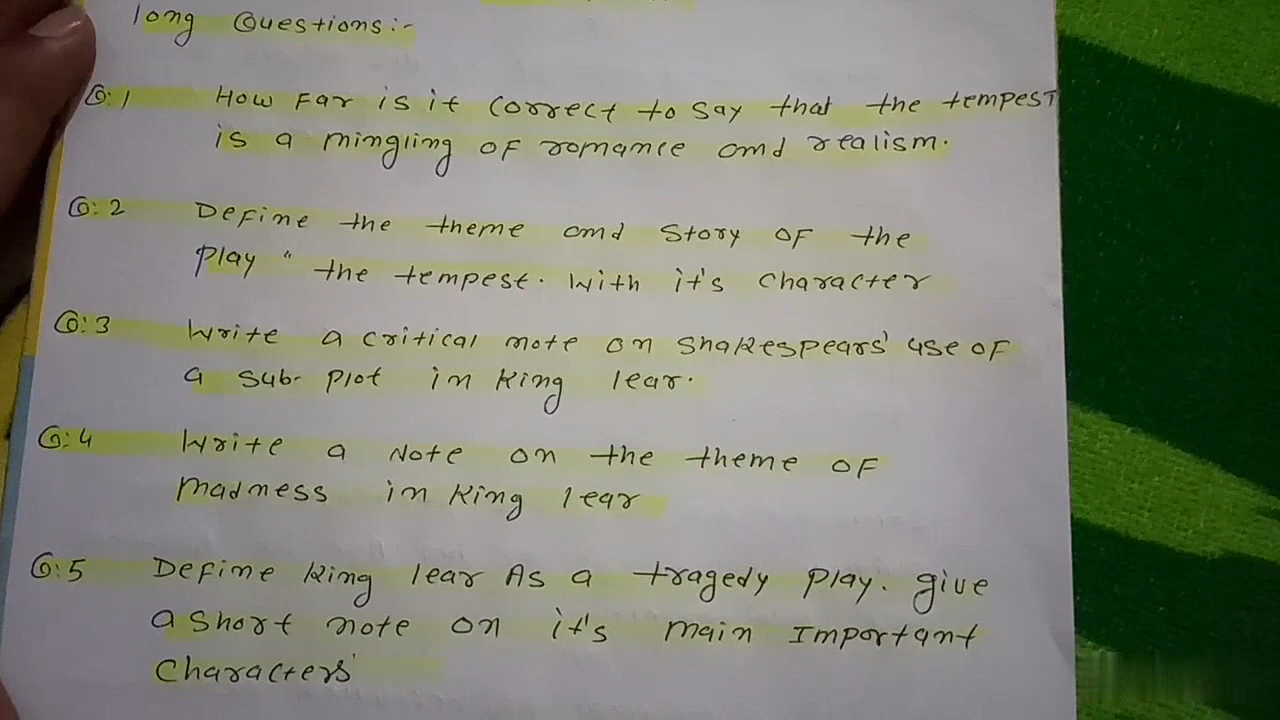 long Questions:-
Q:1 How Far is it correct to say that the tempest
is a mingling of romance and realism.
Q:2 Define the theme and story of the
Play " the tempest. With it's character
Q:3 Write a critical note on Shakespears' use of
a sub-plot in King lear.
Q:4 Write a Note on the theme of
madness in King lear
Q:5 Define King lear As a tragedy Play. give
a short note on it's main Important
Characters'